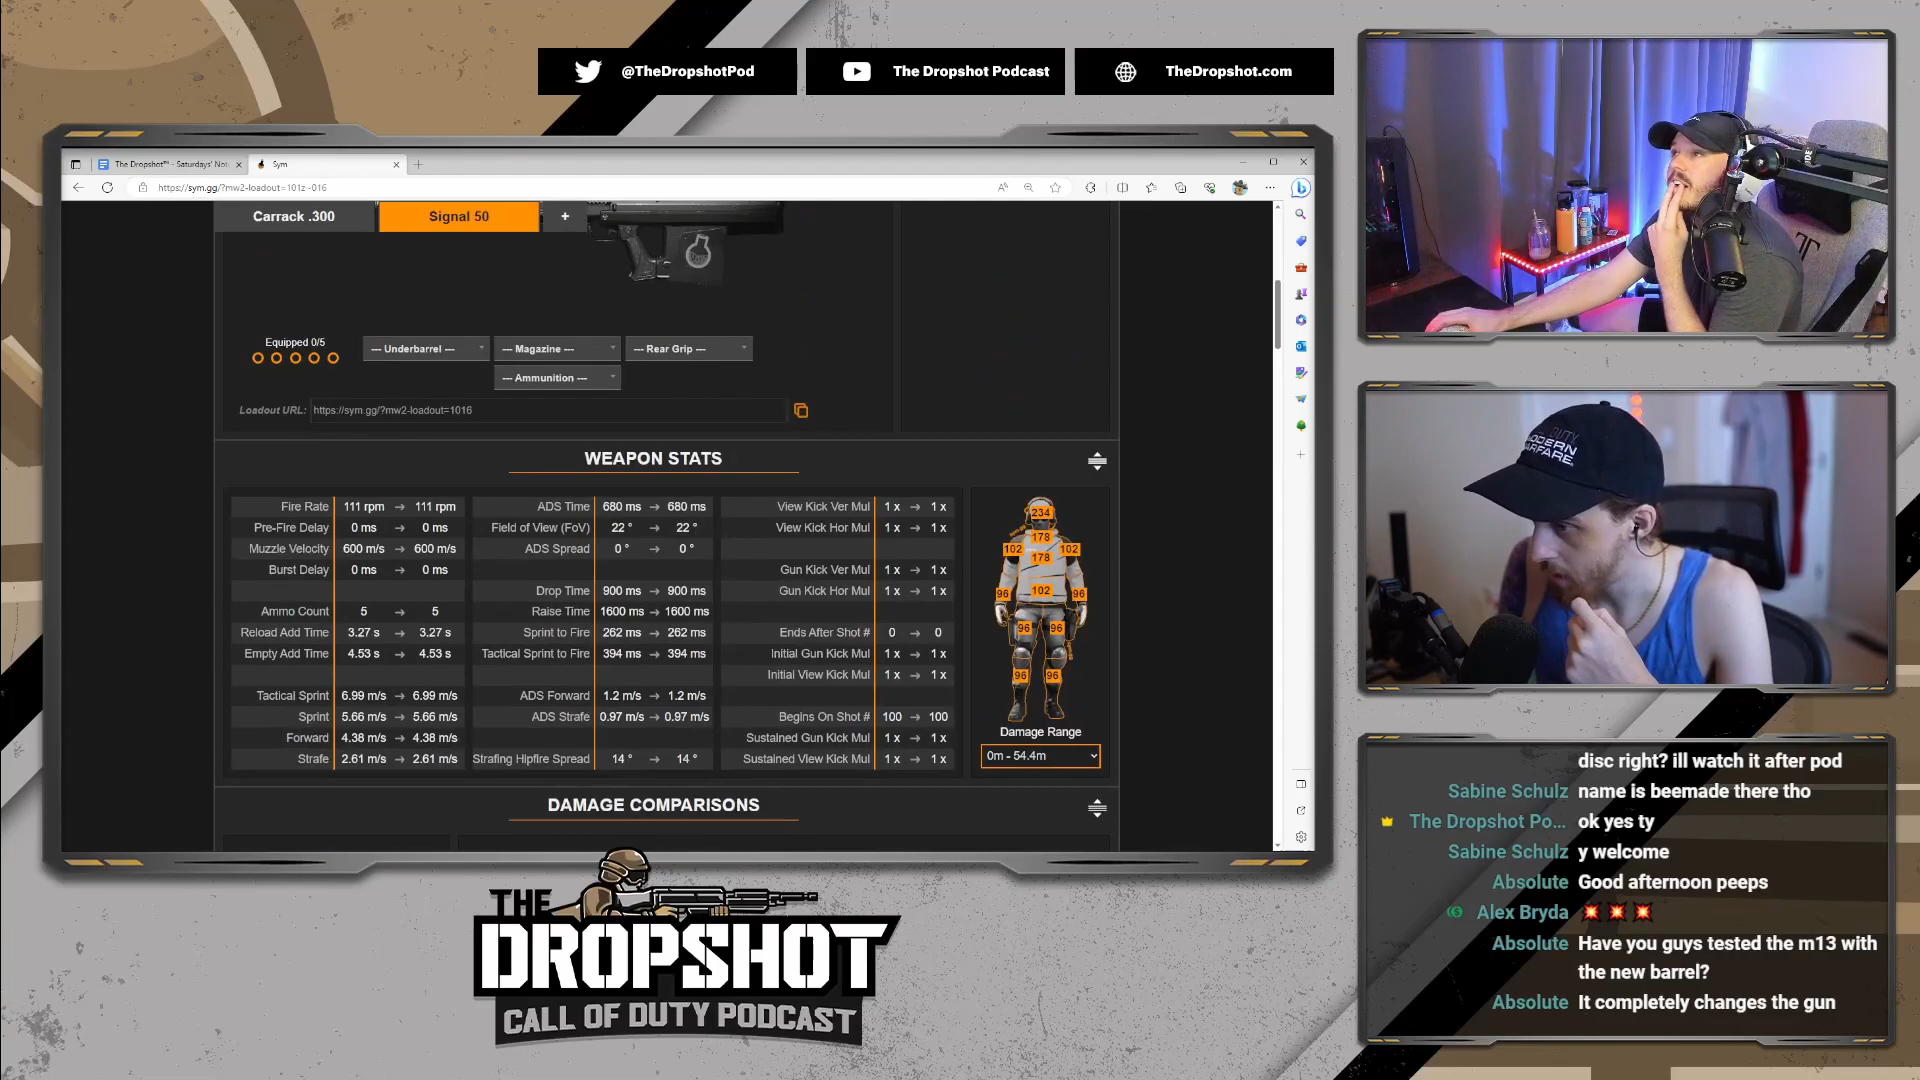 @TheDropshotPod
The Dropshot Podcast
TheDropshot.com
The Dropshot™ - Saturdays' Not
Sym
https://sym.gg/?mw2-loadout=101z--016
Carrack .300
Signal 50
+
Equipped 0/5
--- Underbarrel ---
--- Magazine ---
--- Rear Grip ---
--- Ammunition ---
Loadout URL: https://sym.gg/?mw2-loadout=1016
WEAPON STATS
Fire Rate 111 rpm → 111 rpm
Pre-Fire Delay 0 ms → 0 ms
Muzzle Velocity 600 m/s → 600 m/s
Burst Delay 0 ms → 0 ms
Ammo Count 5 → 5
Reload Add Time 3.27 s → 3.27 s
Empty Add Time 4.53 s → 4.53 s
Tactical Sprint 6.99 m/s → 6.99 m/s
Sprint 5.66 m/s → 5.66 m/s
Forward 4.38 m/s → 4.38 m/s
Strafe 2.61 m/s → 2.61 m/s
ADS Time 680 ms → 680 ms
Field of View (FoV) 22 ° → 22 °
ADS Spread 0 ° → 0 °
Drop Time 900 ms → 900 ms
Raise Time 1600 ms → 1600 ms
Sprint to Fire 262 ms → 262 ms
Tactical Sprint to Fire 394 ms → 394 ms
ADS Forward 1.2 m/s → 1.2 m/s
ADS Strafe 0.97 m/s → 0.97 m/s
Strafing Hipfire Spread 14 ° → 14 °
View Kick Ver Mul 1 x → 1 x
View Kick Hor Mul 1 x → 1 x
Gun Kick Ver Mul 1 x → 1 x
Gun Kick Hor Mul 1 x → 1 x
Ends After Shot # 0 → 0
Initial Gun Kick Mul 1 x → 1 x
Initial View Kick Mul 1 x → 1 x
Begins On Shot # 100 → 100
Sustained Gun Kick Mul 1 x → 1 x
Sustained View Kick Mul 1 x → 1 x
234
178
102 102
178
96 102 96
96 96
96 96
Damage Range
0m - 54.4m
DAMAGE COMPARISONS
THE
DROPSHOT
CALL OF DUTY PODCAST
MODERN
WARFARE
disc right? ill watch it after pod
Sabine Schulz name is beemade there tho
The Dropshot Po... ok yes ty
Sabine Schulz y welcome
Absolute Good afternoon peeps
Alex Bryda 💥 💥 💥
Absolute Have you guys tested the m13 with
the new barrel?
Absolute It completely changes the gun